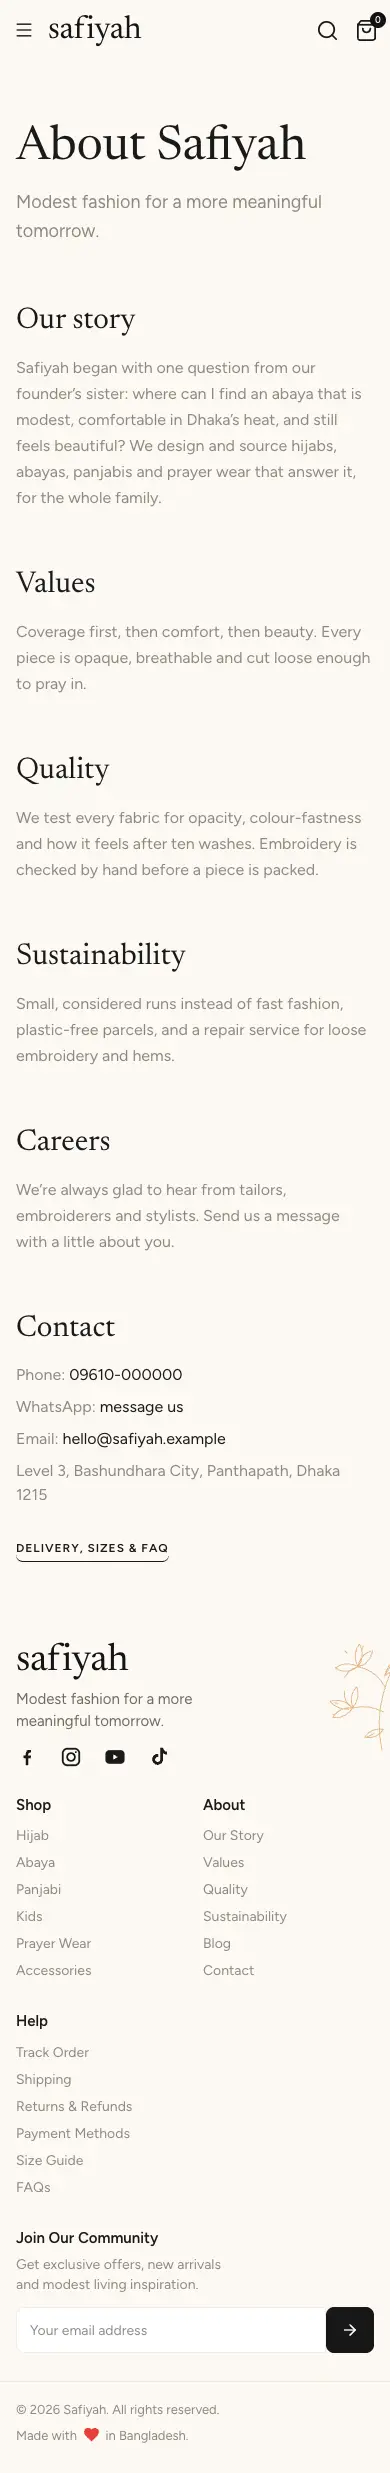 safiyah
0
About Safiyah
Modest fashion for a more meaningful
tomorrow.
Our story
Safiyah began with one question from our
founder’s sister: where can I find an abaya that is
modest, comfortable in Dhaka’s heat, and still
feels beautiful? We design and source hijabs,
abayas, panjabis and prayer wear that answer it,
for the whole family.
Values
Coverage first, then comfort, then beauty. Every
piece is opaque, breathable and cut loose enough
to pray in.
Quality
We test every fabric for opacity, colour-fastness
and how it feels after ten washes. Embroidery is
checked by hand before a piece is packed.
Sustainability
Small, considered runs instead of fast fashion,
plastic-free parcels, and a repair service for loose
embroidery and hems.
Careers
We’re always glad to hear from tailors,
embroiderers and stylists. Send us a message
with a little about you.
Contact
Phone: 09610-000000
WhatsApp: message us
Email: hello@safiyah.example
Level 3, Bashundhara City, Panthapath, Dhaka
1215
DELIVERY, SIZES & FAQ
safiyah
Modest fashion for a more
meaningful tomorrow.
Shop
Hijab
Abaya
Panjabi
Kids
Prayer Wear
Accessories
About
Our Story
Values
Quality
Sustainability
Blog
Contact
Help
Track Order
Shipping
Returns & Refunds
Payment Methods
Size Guide
FAQs
Join Our Community
Get exclusive offers, new arrivals
and modest living inspiration.
Your email address
© 2026 Safiyah. All rights reserved.
Made with ❤ in Bangladesh.